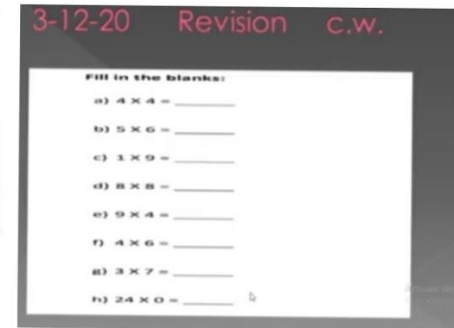 3-12-20 Revision c.w.
Fill in the blanks:
a) 4 X 4 = ______
b) 5 X 6 = ______
c) 1 X 9 = ______
d) 8 X 8 = ______
e) 9 X 4 = ______
f) 4 X 6 = ______
g) 3 X 7 = ______
h) 24 X 0 = ______